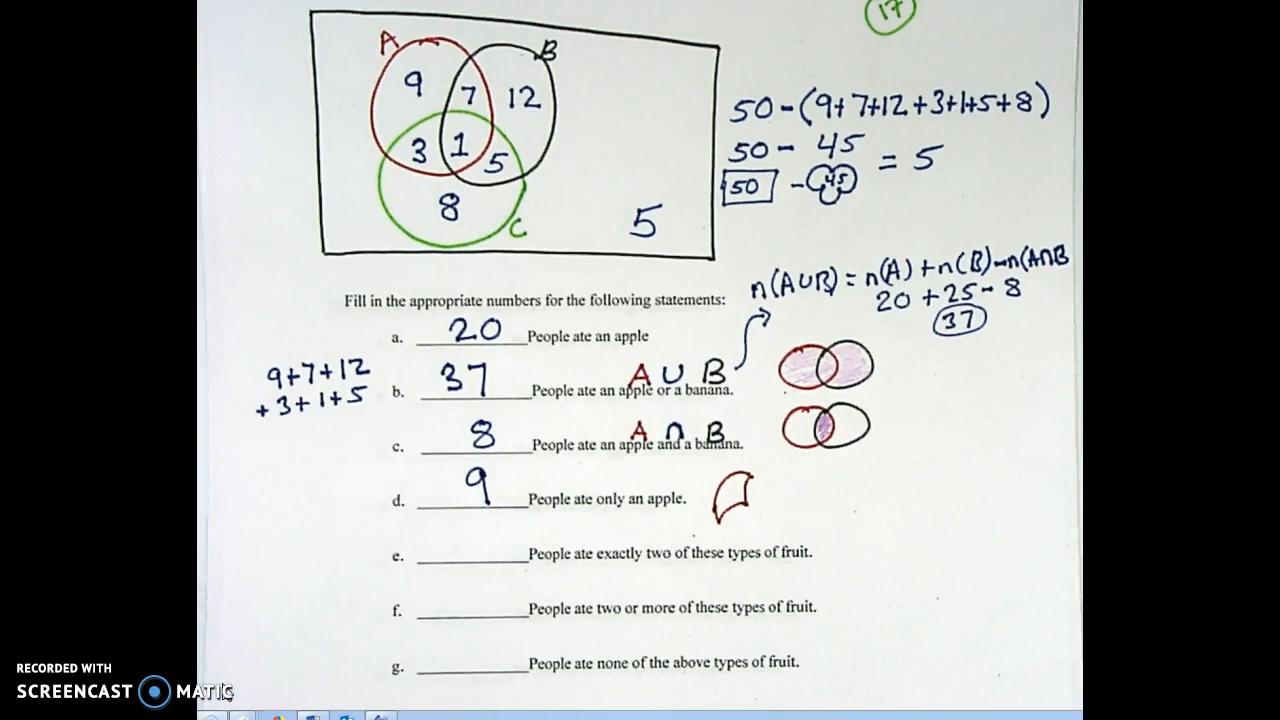 17
A
B
9
7
12
3
1
5
8
C
5
50-(9+7+12+3+1+5+8)
50 - 45 = 5
50 - 45
n(A∪B) = n(A) + n(B) - n(A∩B
20 + 25 - 8
37
Fill in the appropriate numbers for the following statements:
a. 20 People ate an apple
9+7+12
+3+1+5
A ∪ B
b. 37 People ate an apple or a banana.
A ∩ B
c. 8 People ate an apple and a banana.
d. 9 People ate only an apple.
e. ____________People ate exactly two of these types of fruit.
f. ____________People ate two or more of these types of fruit.
g. ____________People ate none of the above types of fruit.
RECORDED WITH
SCREENCAST MATIC